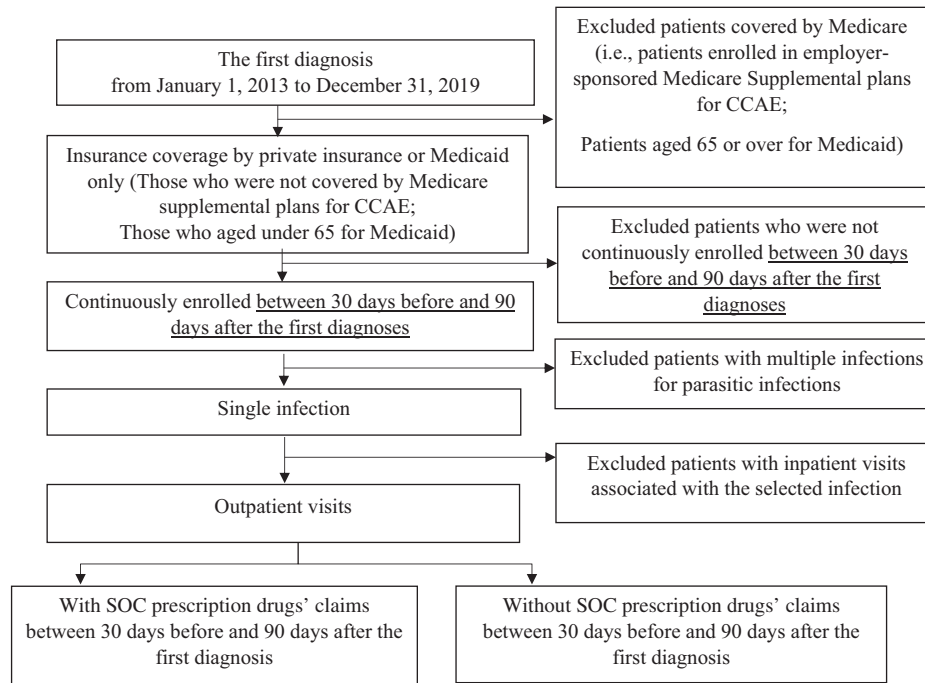 The first diagnosis
from January 1, 2013 to December 31, 2019
Excluded patients covered by Medicare
(i.e., patients enrolled in employer-
sponsored Medicare Supplemental plans
for CCAE;
Patients aged 65 or over for Medicaid)
Insurance coverage by private insurance or Medicaid
only (Those who were not covered by Medicare
supplemental plans for CCAE;
Those who aged under 65 for Medicaid)
Excluded patients who were not
continuously enrolled between 30 days
before and 90 days after the first
diagnoses
Continuously enrolled between 30 days before and 90
days after the first diagnoses
Excluded patients with multiple infections
for parasitic infections
Single infection
Excluded patients with inpatient visits
associated with the selected infection
Outpatient visits
With SOC prescription drugs’ claims
between 30 days before and 90 days after the
first diagnosis
Without SOC prescription drugs’ claims
between 30 days before and 90 days after the
first diagnosis